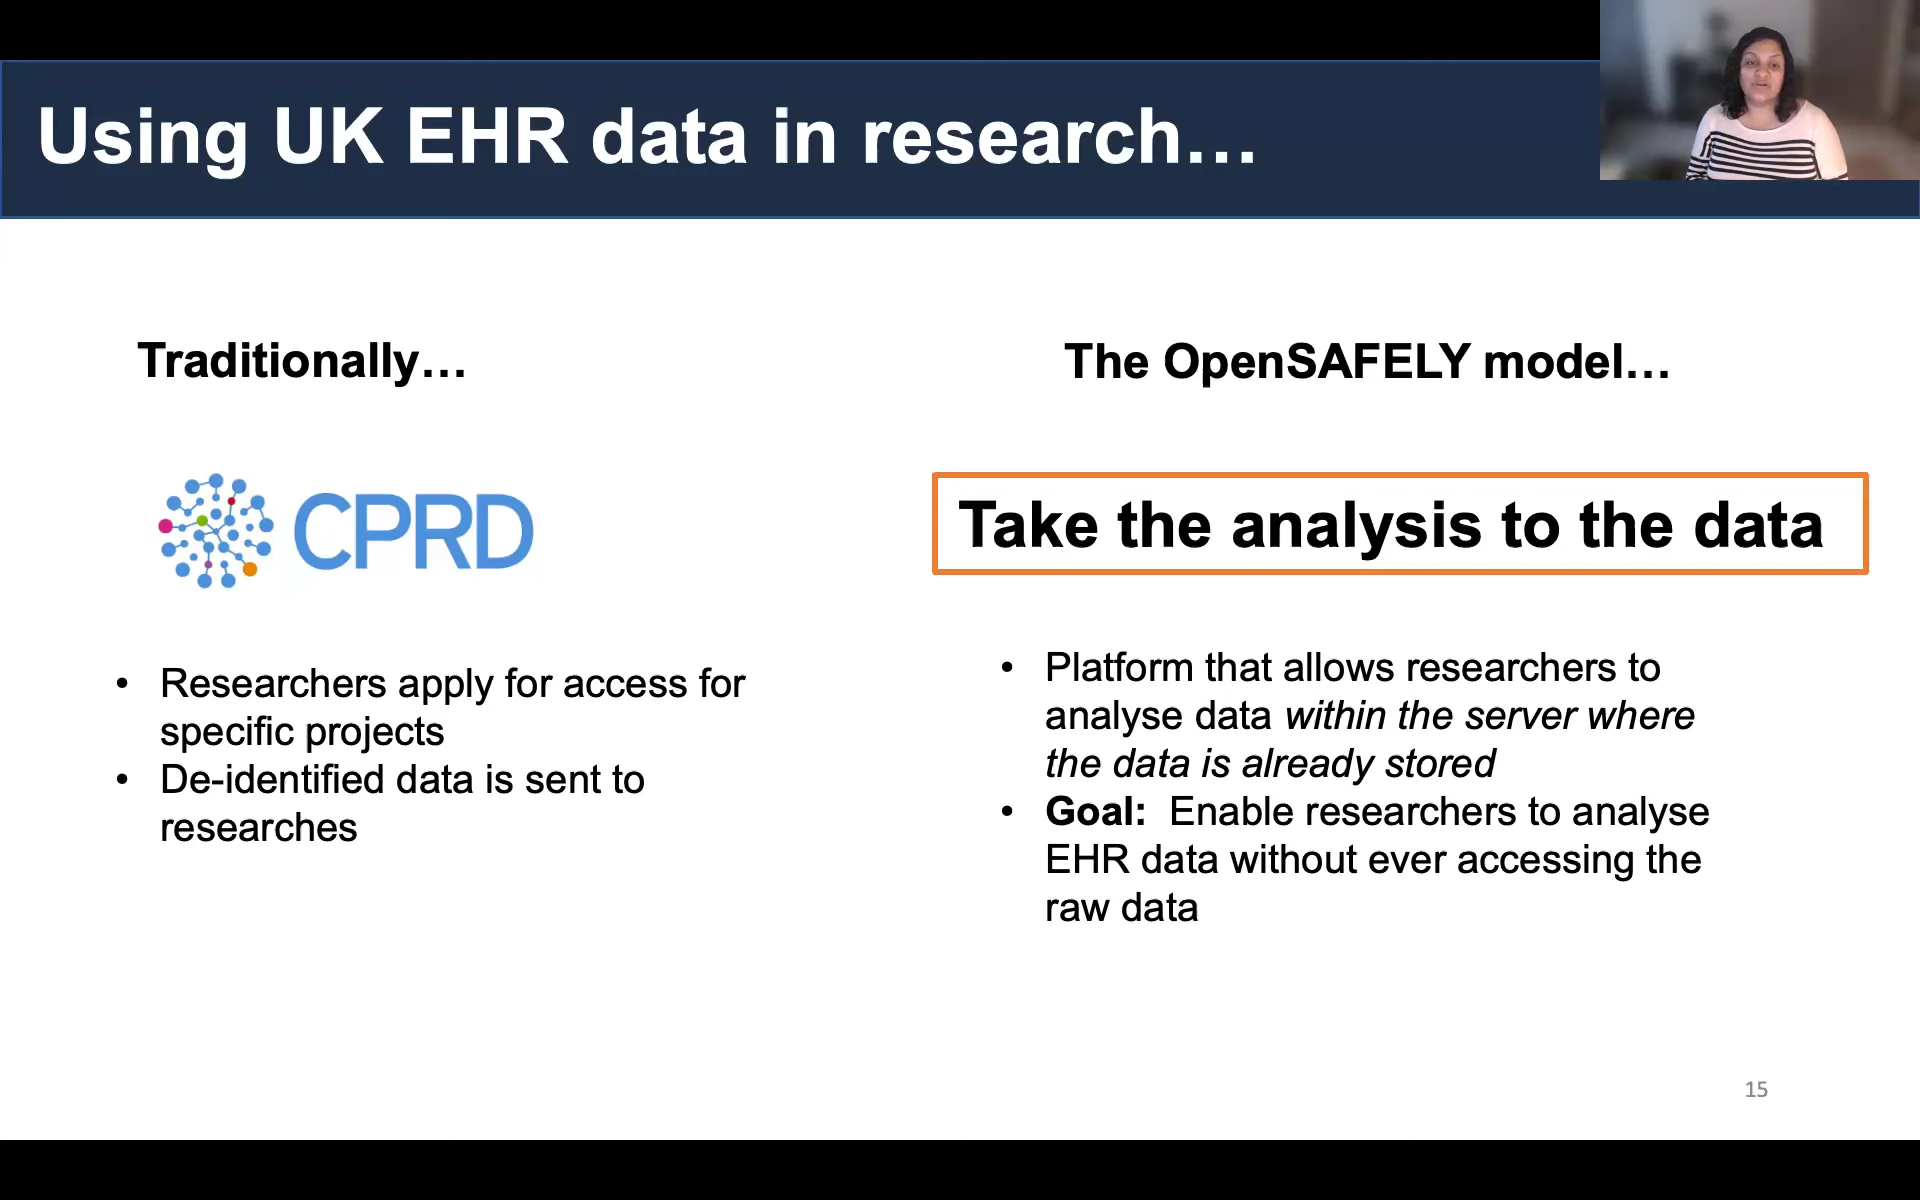 Using UK EHR data in research…
Traditionally…
CPRD
• Researchers apply for access for
specific projects
• De-identified data is sent to
researches
The OpenSAFELY model…
Take the analysis to the data
• Platform that allows researchers to
analyse data within the server where
the data is already stored
• Goal:  Enable researchers to analyse
EHR data without ever accessing the
raw data
15